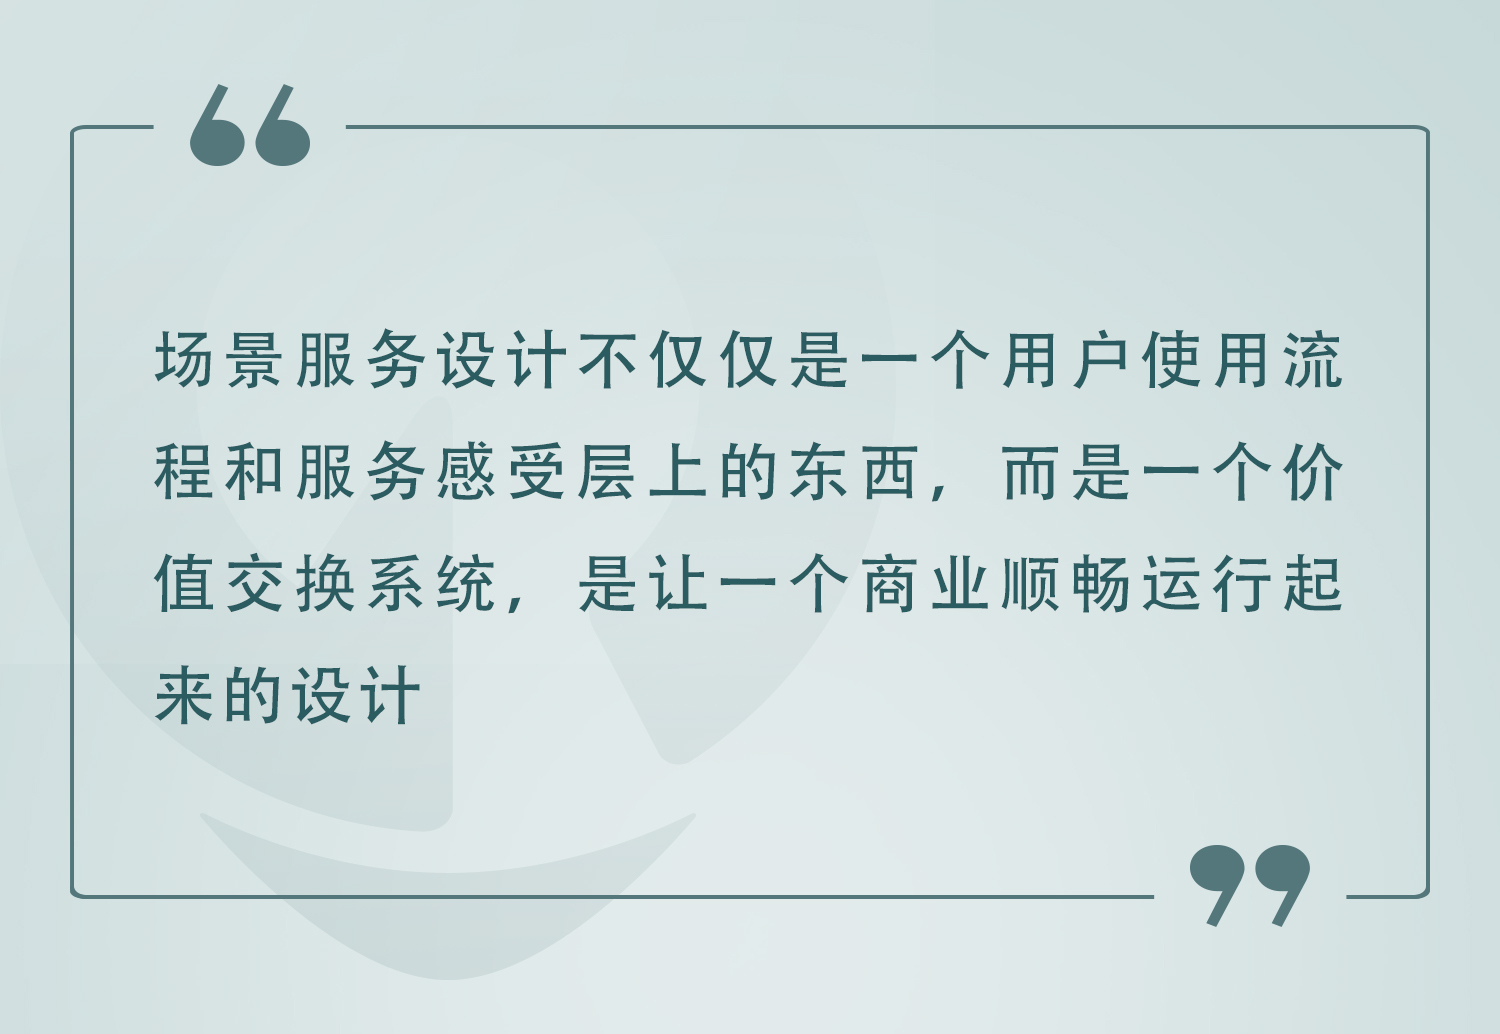 场景服务设计不仅仅是一个用户使用流
程和服务感受层上的东西，而是一个价
值交换系统，是让一个商业顺畅运行起
来的设计